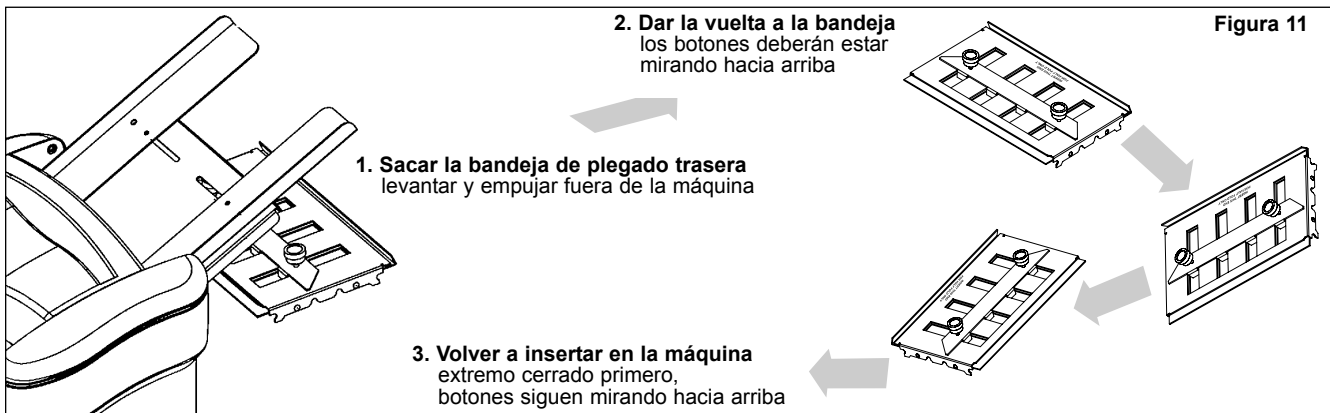 2. Dar la vuelta a la bandeja
los botones deberán estar
mirando hacia arriba
Figura 11
1. Sacar la bandeja de plegado trasera
levantar y empujar fuera de la máquina
3. Volver a insertar en la máquina
extremo cerrado primero,
botones siguen mirando hacia arriba